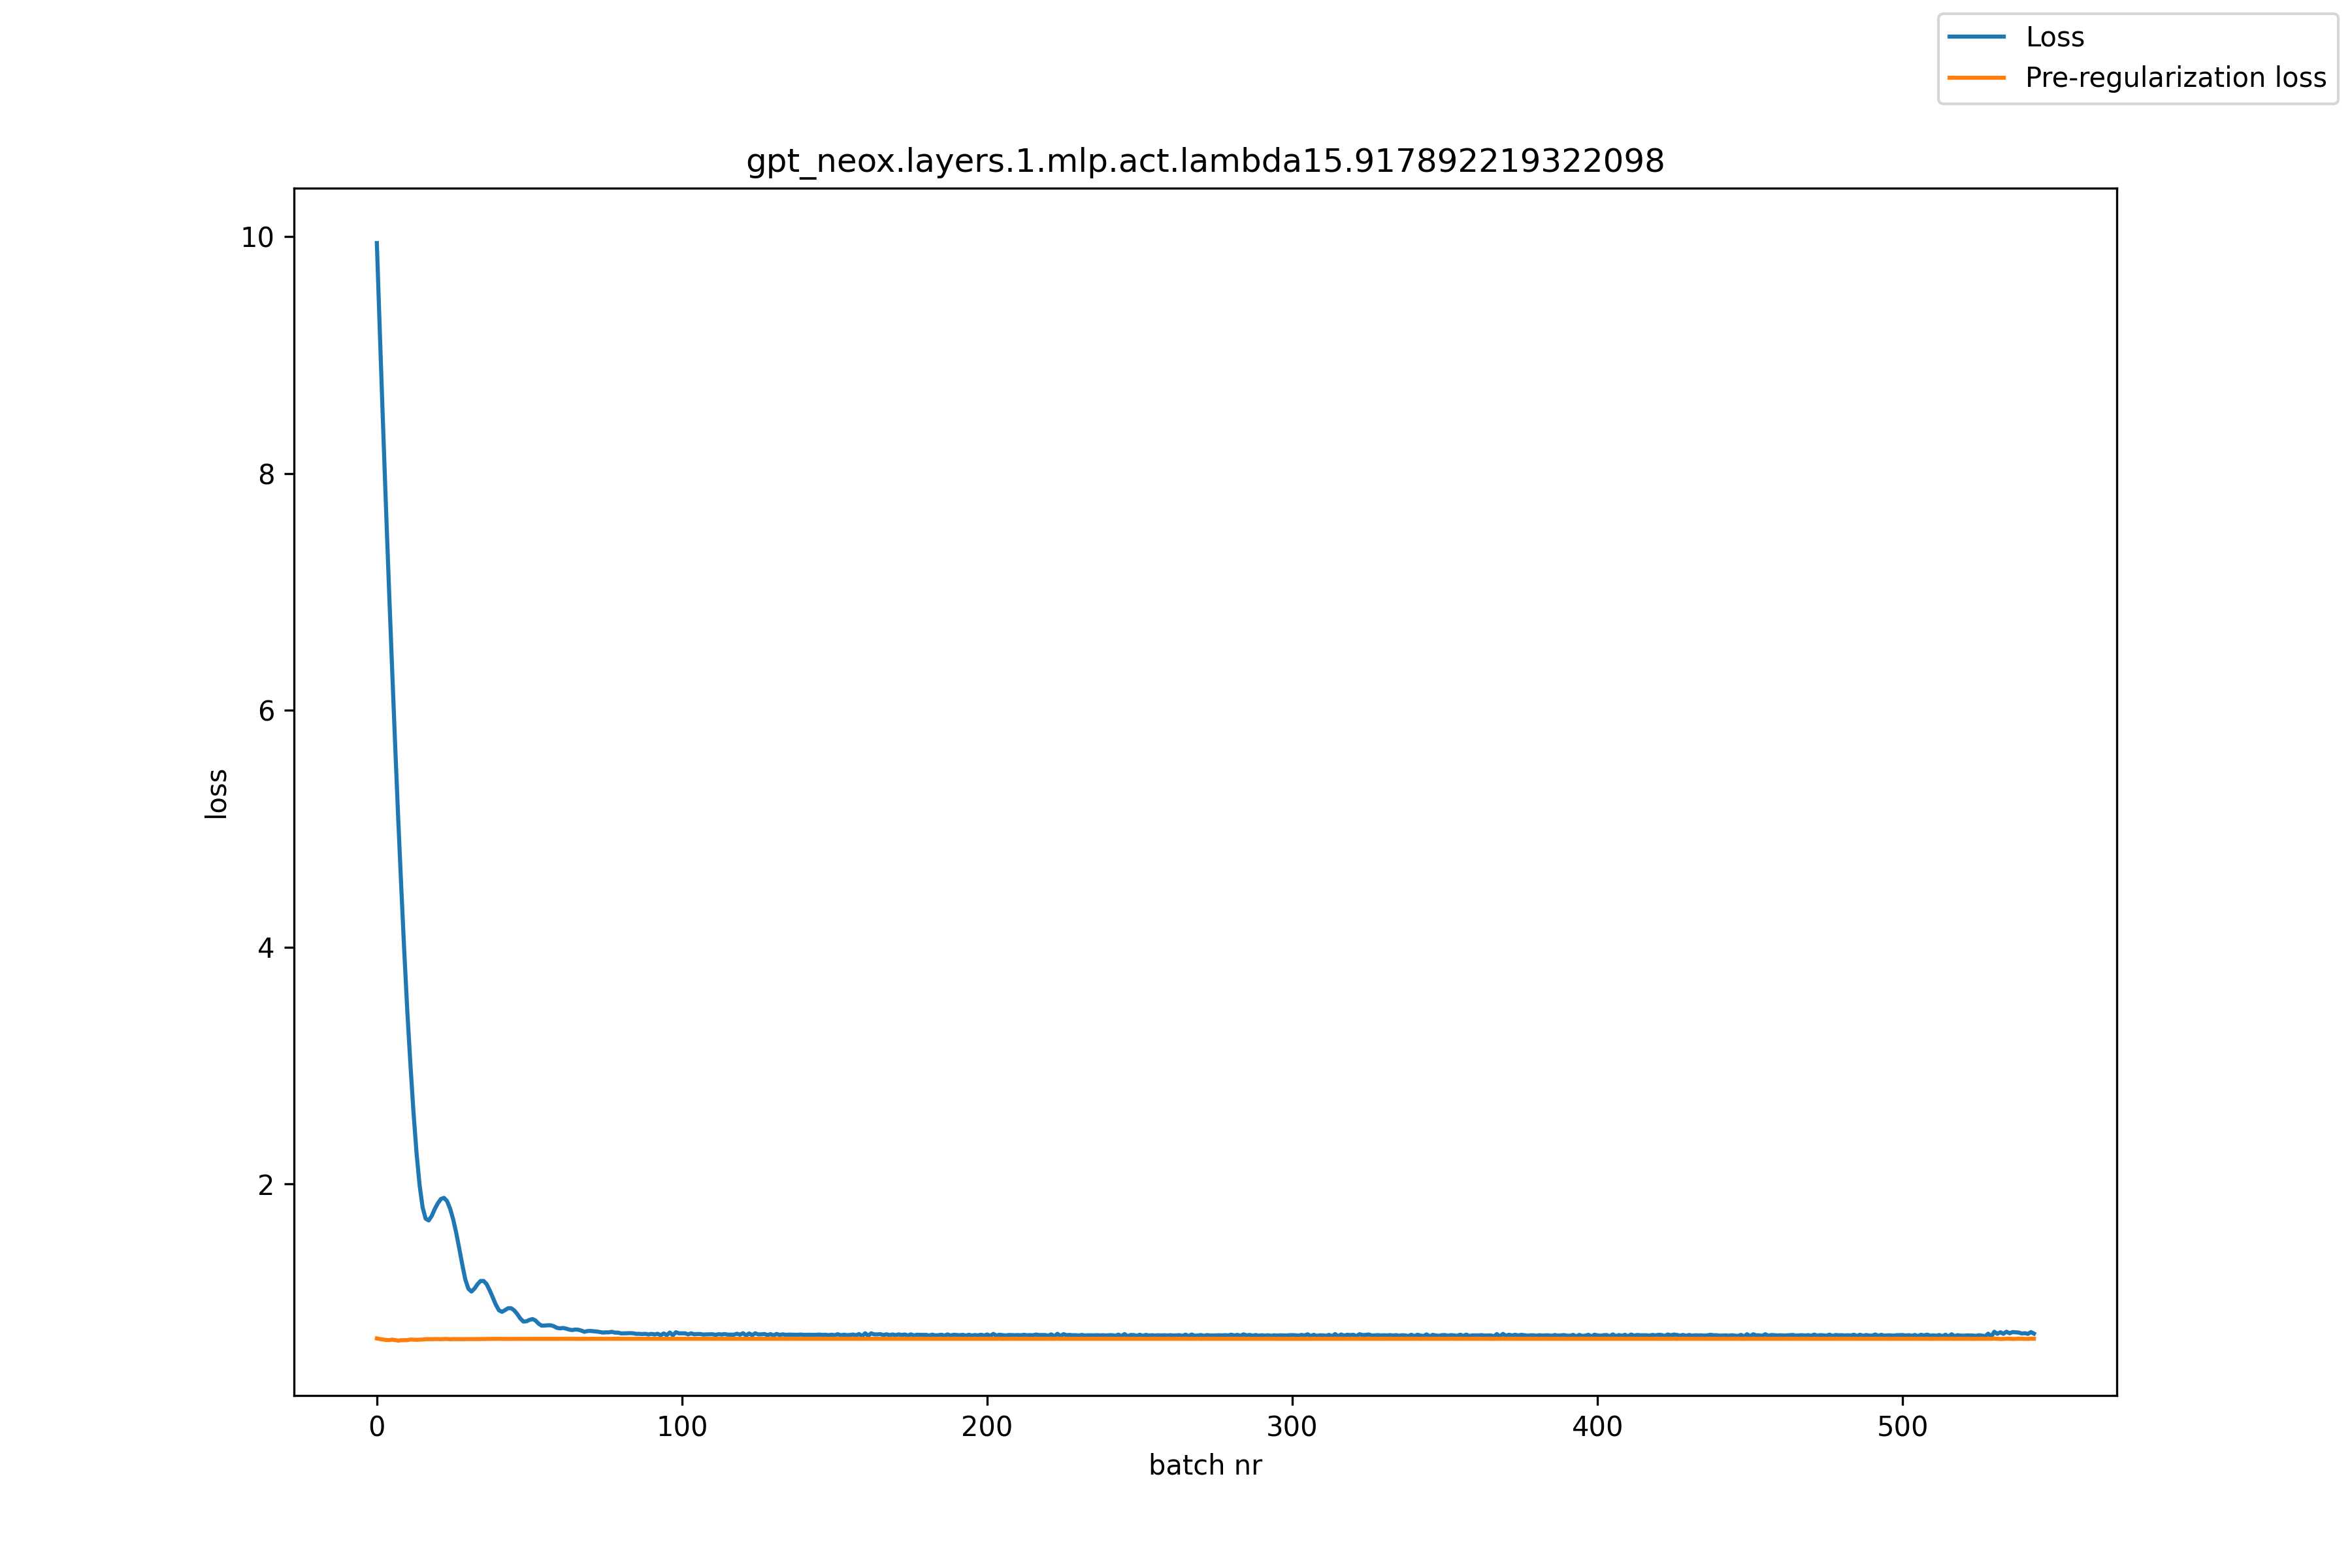 Loss
Pre-regularization loss
gpt_neox.layers.1.mlp.act.lambda15.917892219322098
10
8
6
4
2
loss
0 100 200 300 400 500
batch nr